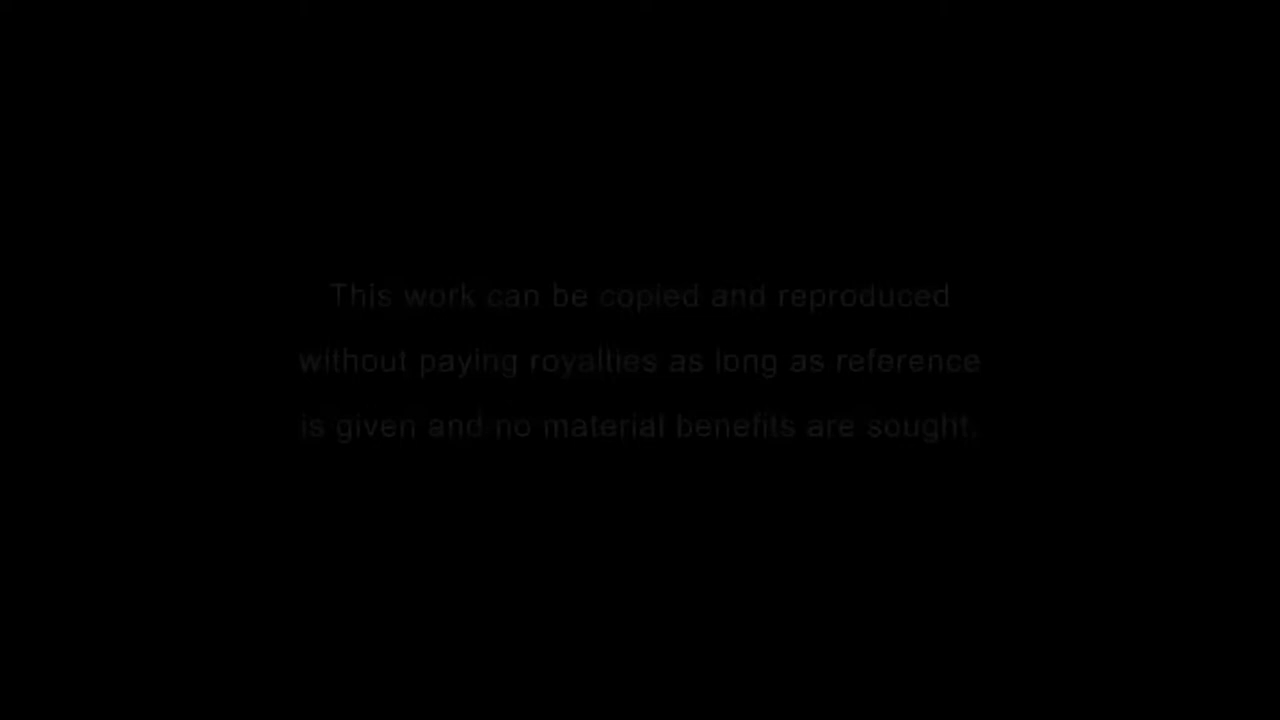 This work can be copied and reproduced
without paying royalties as long as reference
is given and no material benefits are sought.